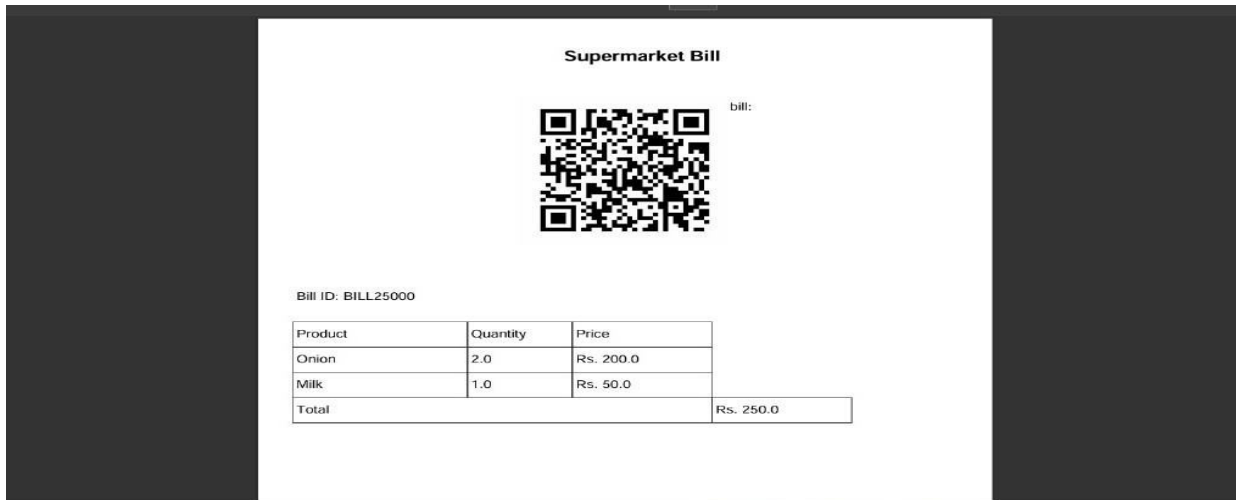 Supermarket Bill
bill:
Bill ID: BILL25000
Product Quantity Price
Onion 2.0 Rs. 200.0
Milk 1.0 Rs. 50.0
Total Rs. 250.0